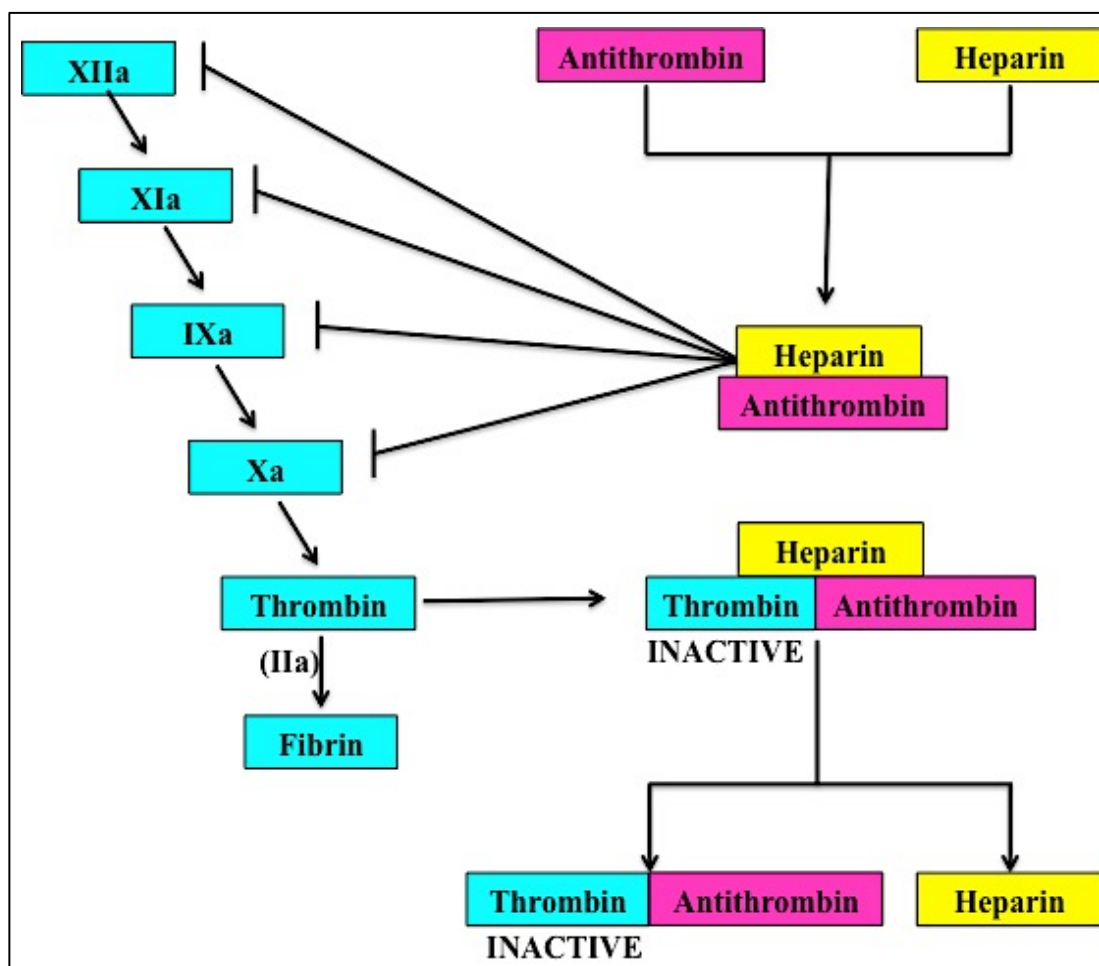 XIIa
Antithrombin
Heparin
XIa
IXa
Heparin
Antithrombin
Xa
Heparin
Thrombin
Thrombin
Antithrombin
(IIa)
INACTIVE
Fibrin
Thrombin
Antithrombin
Heparin
INACTIVE